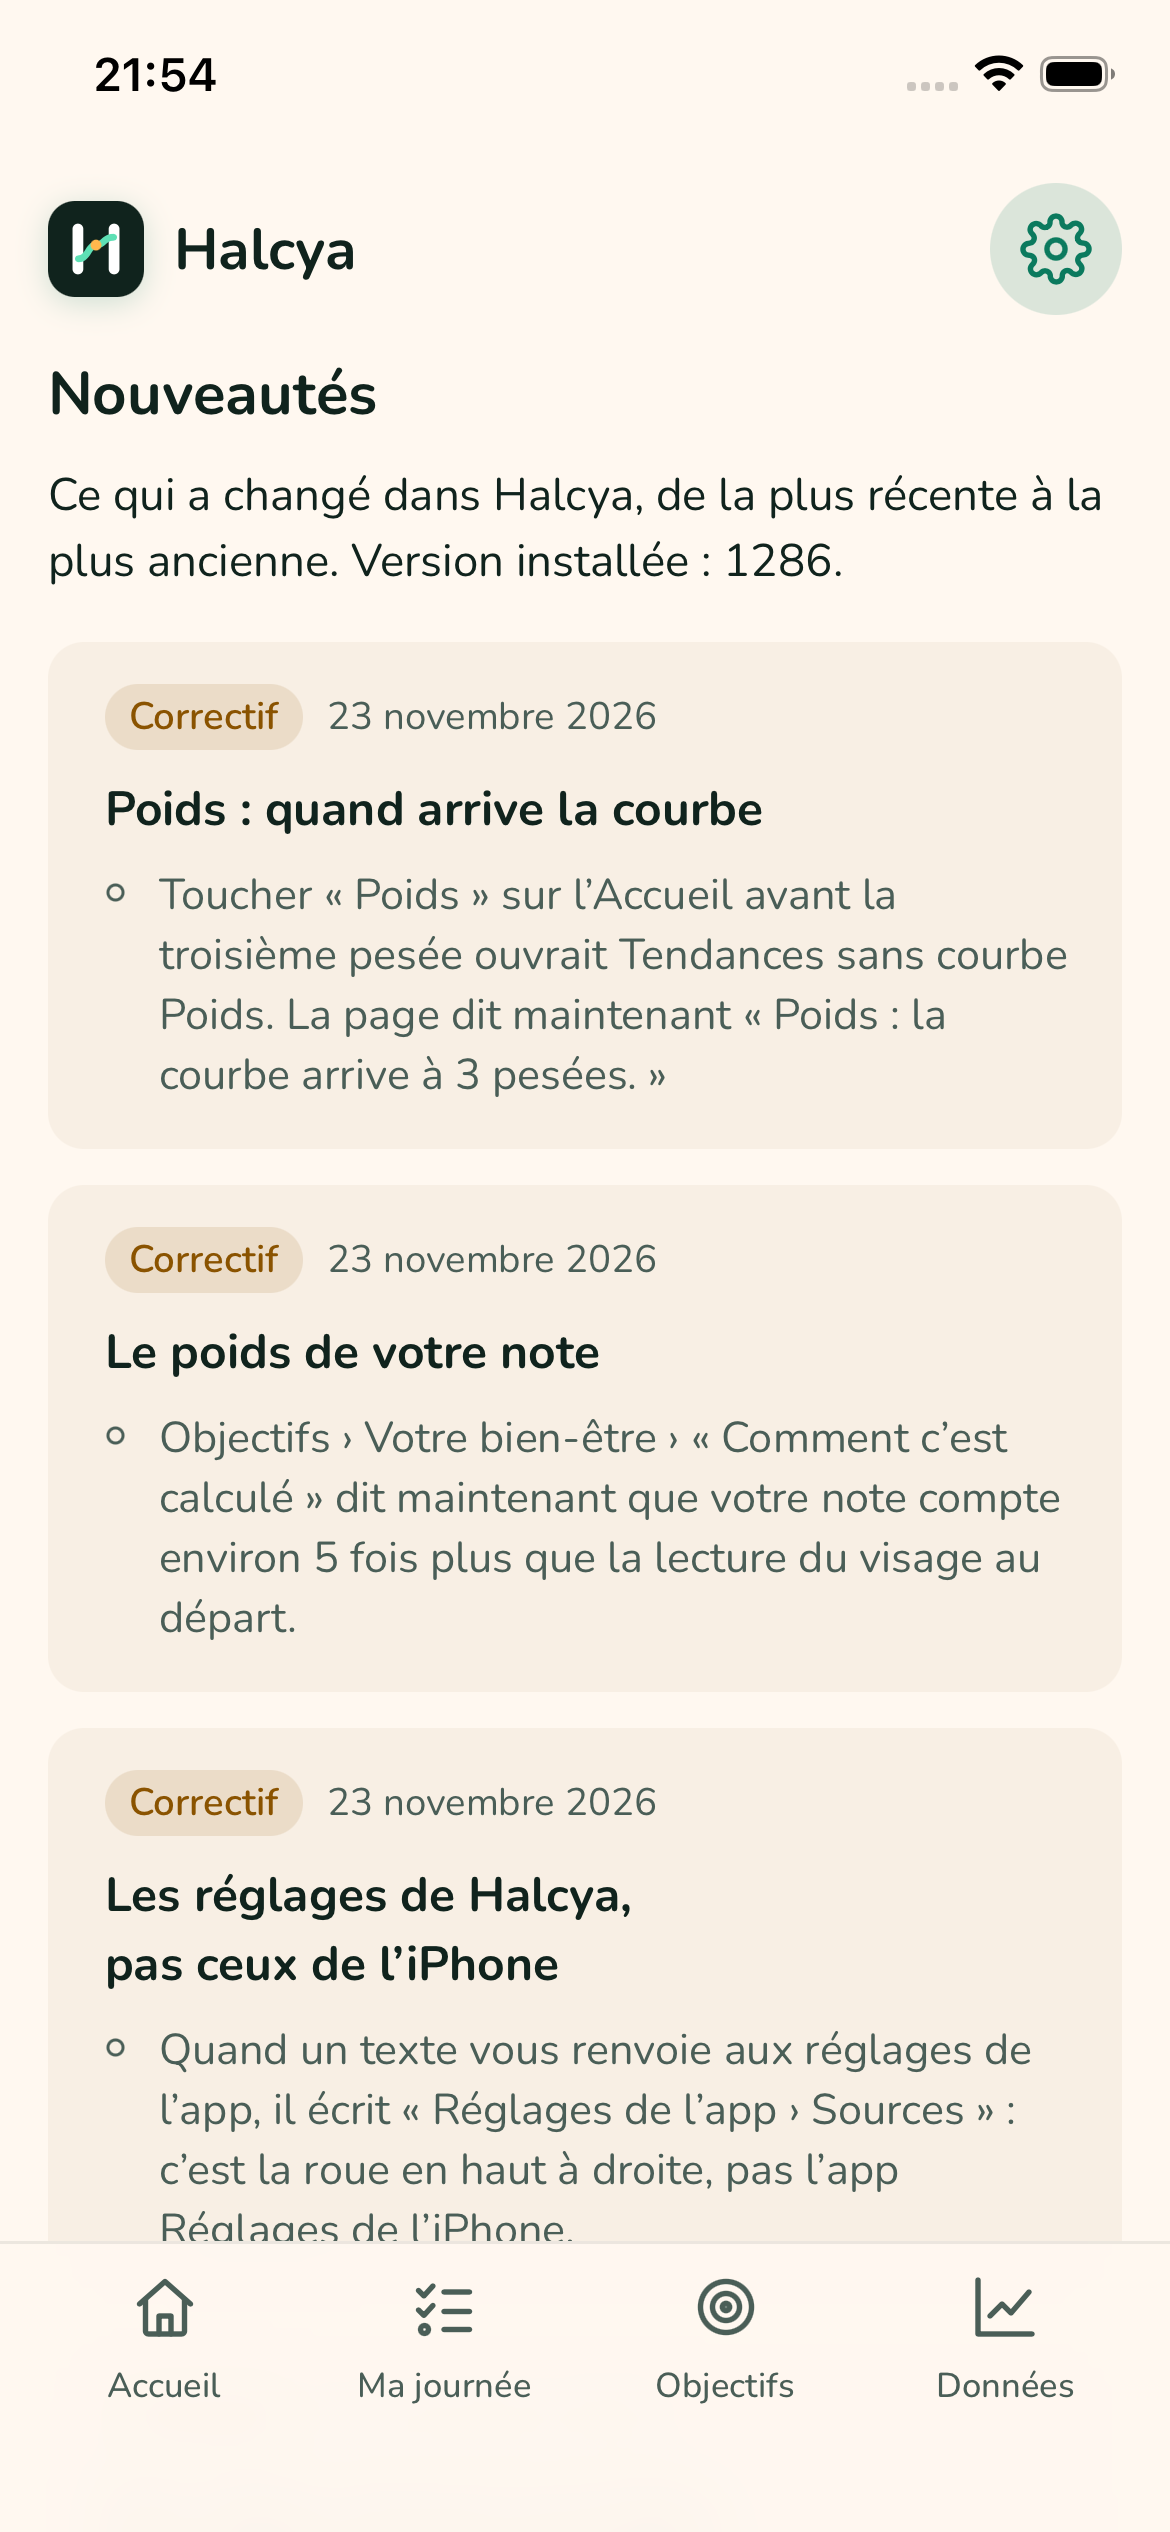 21:54
Halcya
Nouveautés
Ce qui a changé dans Halcya, de la plus récente à la
plus ancienne. Version installée : 1286.
Correctif 23 novembre 2026
Poids : quand arrive la courbe
Toucher « Poids » sur l’Accueil avant la
troisième pesée ouvrait Tendances sans courbe
Poids. La page dit maintenant « Poids : la
courbe arrive à 3 pesées. »
Correctif 23 novembre 2026
Le poids de votre note
Objectifs › Votre bien-être › « Comment c’est
calculé » dit maintenant que votre note compte
environ 5 fois plus que la lecture du visage au
départ.
Correctif 23 novembre 2026
Les réglages de Halcya,
pas ceux de l’iPhone
Quand un texte vous renvoie aux réglages de
l’app, il écrit « Réglages de l’app › Sources » :
c’est la roue en haut à droite, pas l’app
Réglages de l’iPhone.
Accueil Ma journée Objectifs Données